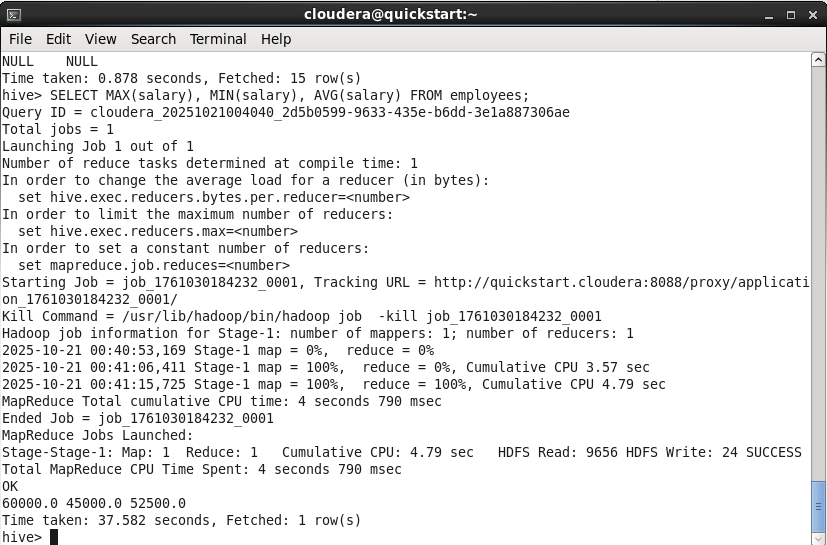 cloudera@quickstart:~
File Edit View Search Terminal Help
NULL    NULL
Time taken: 0.878 seconds, Fetched: 15 row(s)
hive> SELECT MAX(salary), MIN(salary), AVG(salary) FROM employees;
Query ID = cloudera_20251021004040_2d5b0599-9633-435e-b6dd-3e1a887306ae
Total jobs = 1
Launching Job 1 out of 1
Number of reduce tasks determined at compile time: 1
In order to change the average load for a reducer (in bytes):
  set hive.exec.reducers.bytes.per.reducer=<number>
In order to limit the maximum number of reducers:
  set hive.exec.reducers.max=<number>
In order to set a constant number of reducers:
  set mapreduce.job.reduces=<number>
Starting Job = job_1761030184232_0001, Tracking URL = http://quickstart.cloudera:8088/proxy/applicati
on_1761030184232_0001/
Kill Command = /usr/lib/hadoop/bin/hadoop job  -kill job_1761030184232_0001
Hadoop job information for Stage-1: number of mappers: 1; number of reducers: 1
2025-10-21 00:40:53,169 Stage-1 map = 0%,  reduce = 0%
2025-10-21 00:41:06,411 Stage-1 map = 100%,  reduce = 0%, Cumulative CPU 3.57 sec
2025-10-21 00:41:15,725 Stage-1 map = 100%,  reduce = 100%, Cumulative CPU 4.79 sec
MapReduce Total cumulative CPU time: 4 seconds 790 msec
Ended Job = job_1761030184232_0001
MapReduce Jobs Launched:
Stage-Stage-1: Map: 1  Reduce: 1   Cumulative CPU: 4.79 sec   HDFS Read: 9656 HDFS Write: 24 SUCCESS
Total MapReduce CPU Time Spent: 4 seconds 790 msec
OK
60000.0 45000.0 52500.0
Time taken: 37.582 seconds, Fetched: 1 row(s)
hive>